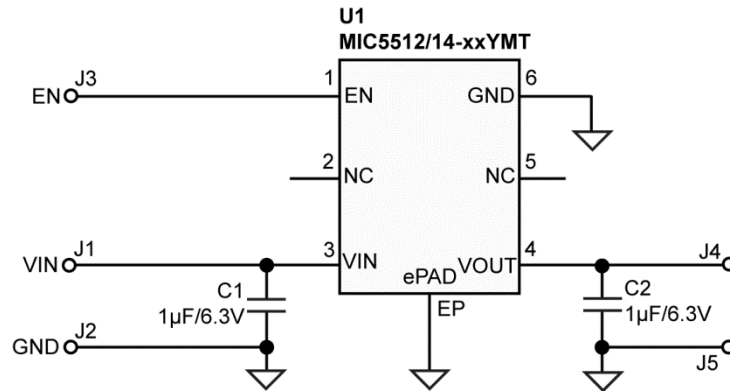 U1
MIC5512/14-xxYMT
J3
EN
1
EN
GND
6
2
NC
NC
5
J1
VIN
3
VIN
VOUT
4
J4
ePAD
EP
C1
1µF/6.3V
C2
1µF/6.3V
J2
GND
J5